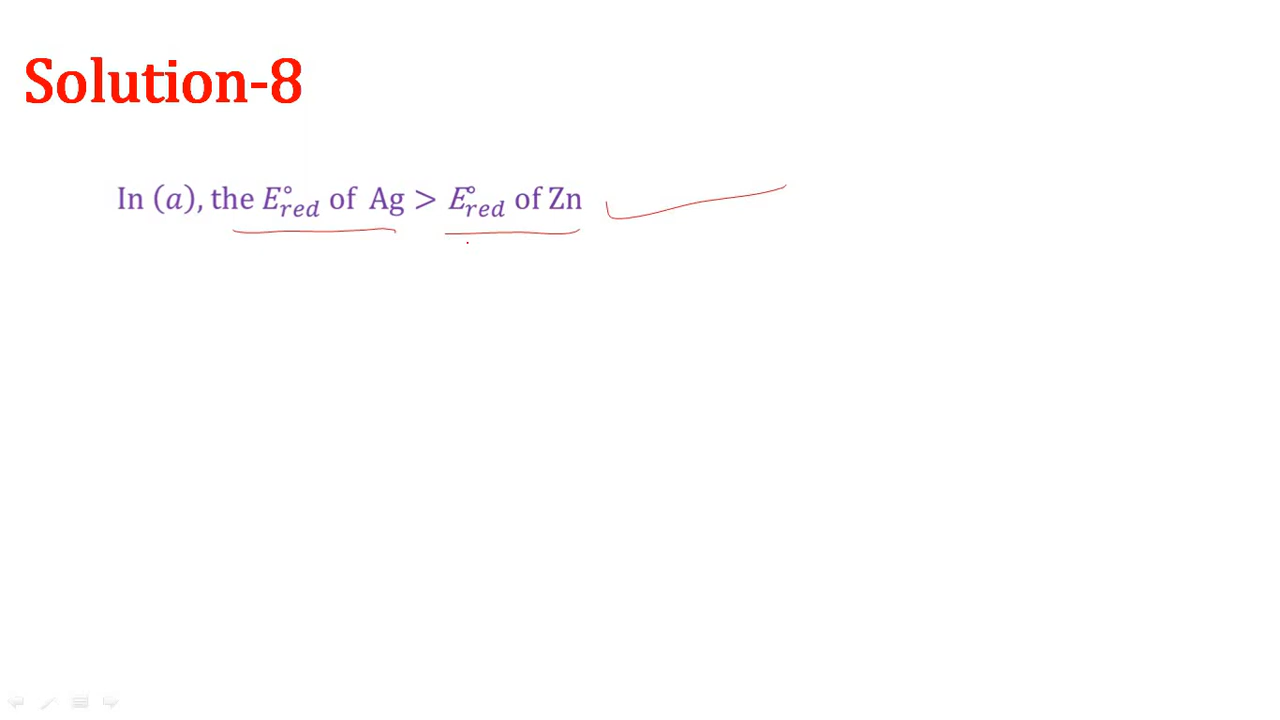 Solution-8
In (a), the E°red of Ag > E°red of Zn